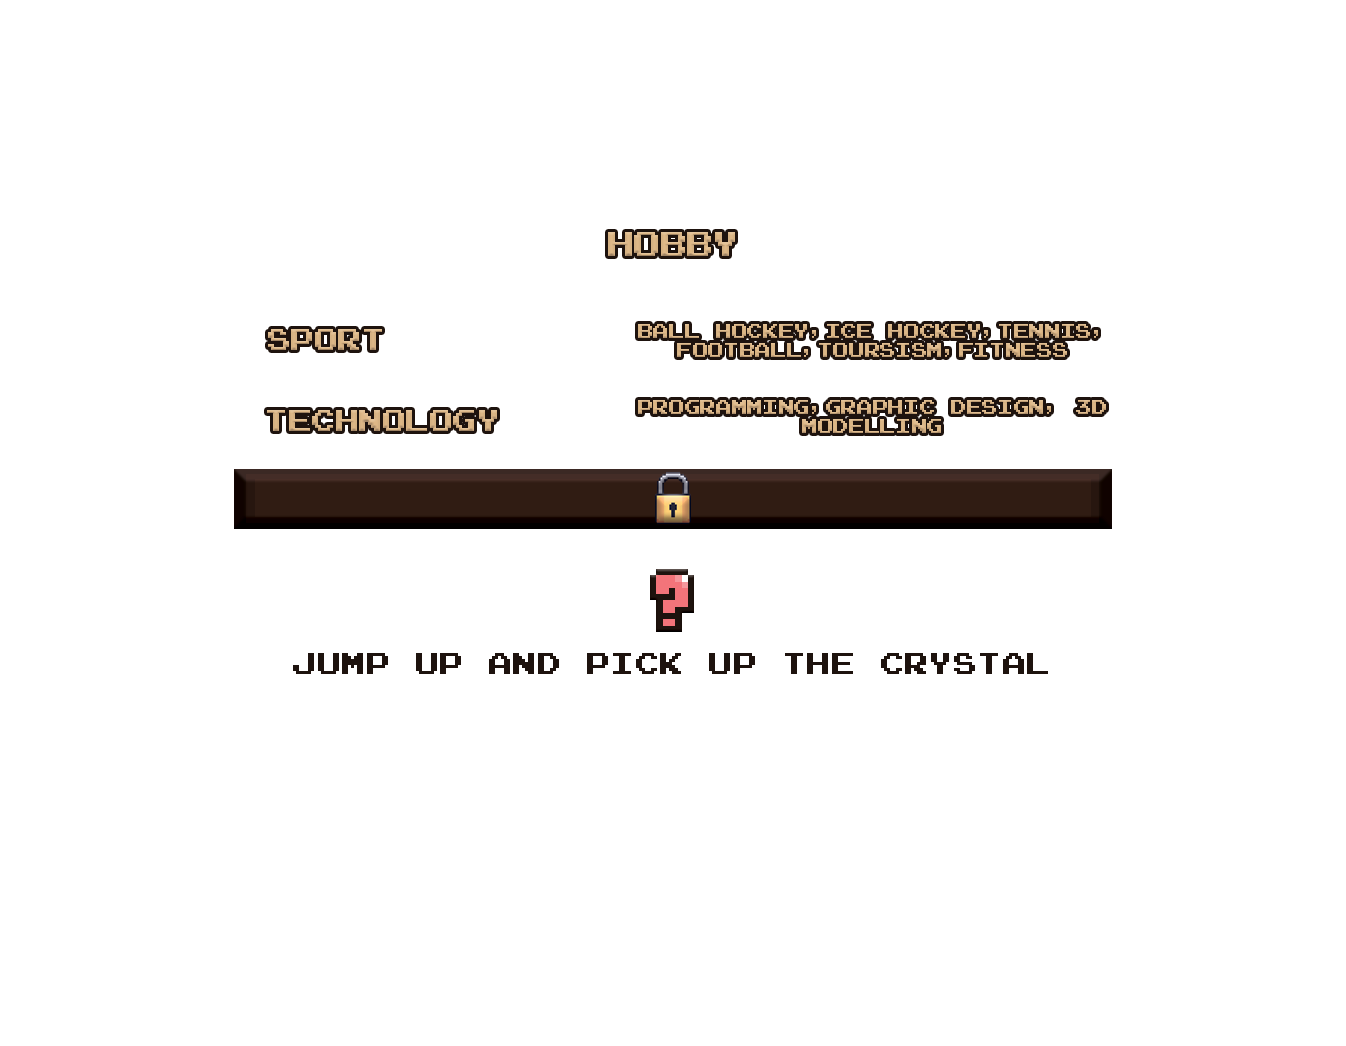 HOBBY
SPORT
BALL HOCKEY, ICE HOCKEY, TENNIS,
FOOTBALL, TOURSISM, FITNESS
TECHNOLOGY
PROGRAMMING, GRAPHIC DESIGN, 3D
MODELLING
?
JUMP UP AND PICK UP THE CRYSTAL